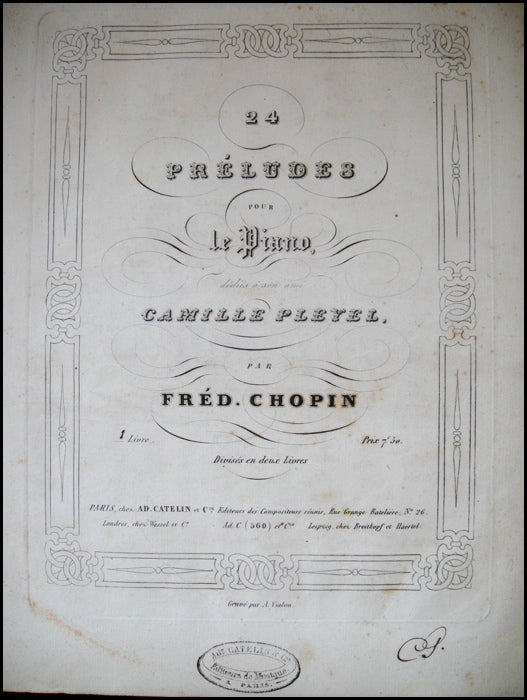 24
PRÉLUDES
POUR
le Piano,
dédiés à son ami
CAMILLE PLEYEL,
PAR
FRÉD. CHOPIN
1 Livre.
Prix 7f 50.
Divisés en deux Livres
PARIS, chez AD. CATELIN et Cie Editeurs des Compositeurs réunis, Rue Grange Batelière, No 26.
Londres, chez Wessel et Co Ad. C (560) et Cie Leipzig, chez Breitkopf et Haertel.
Gravé par A. Vialon
AD. CATELIN & Cie
Editeurs de Musique
A PARIS.